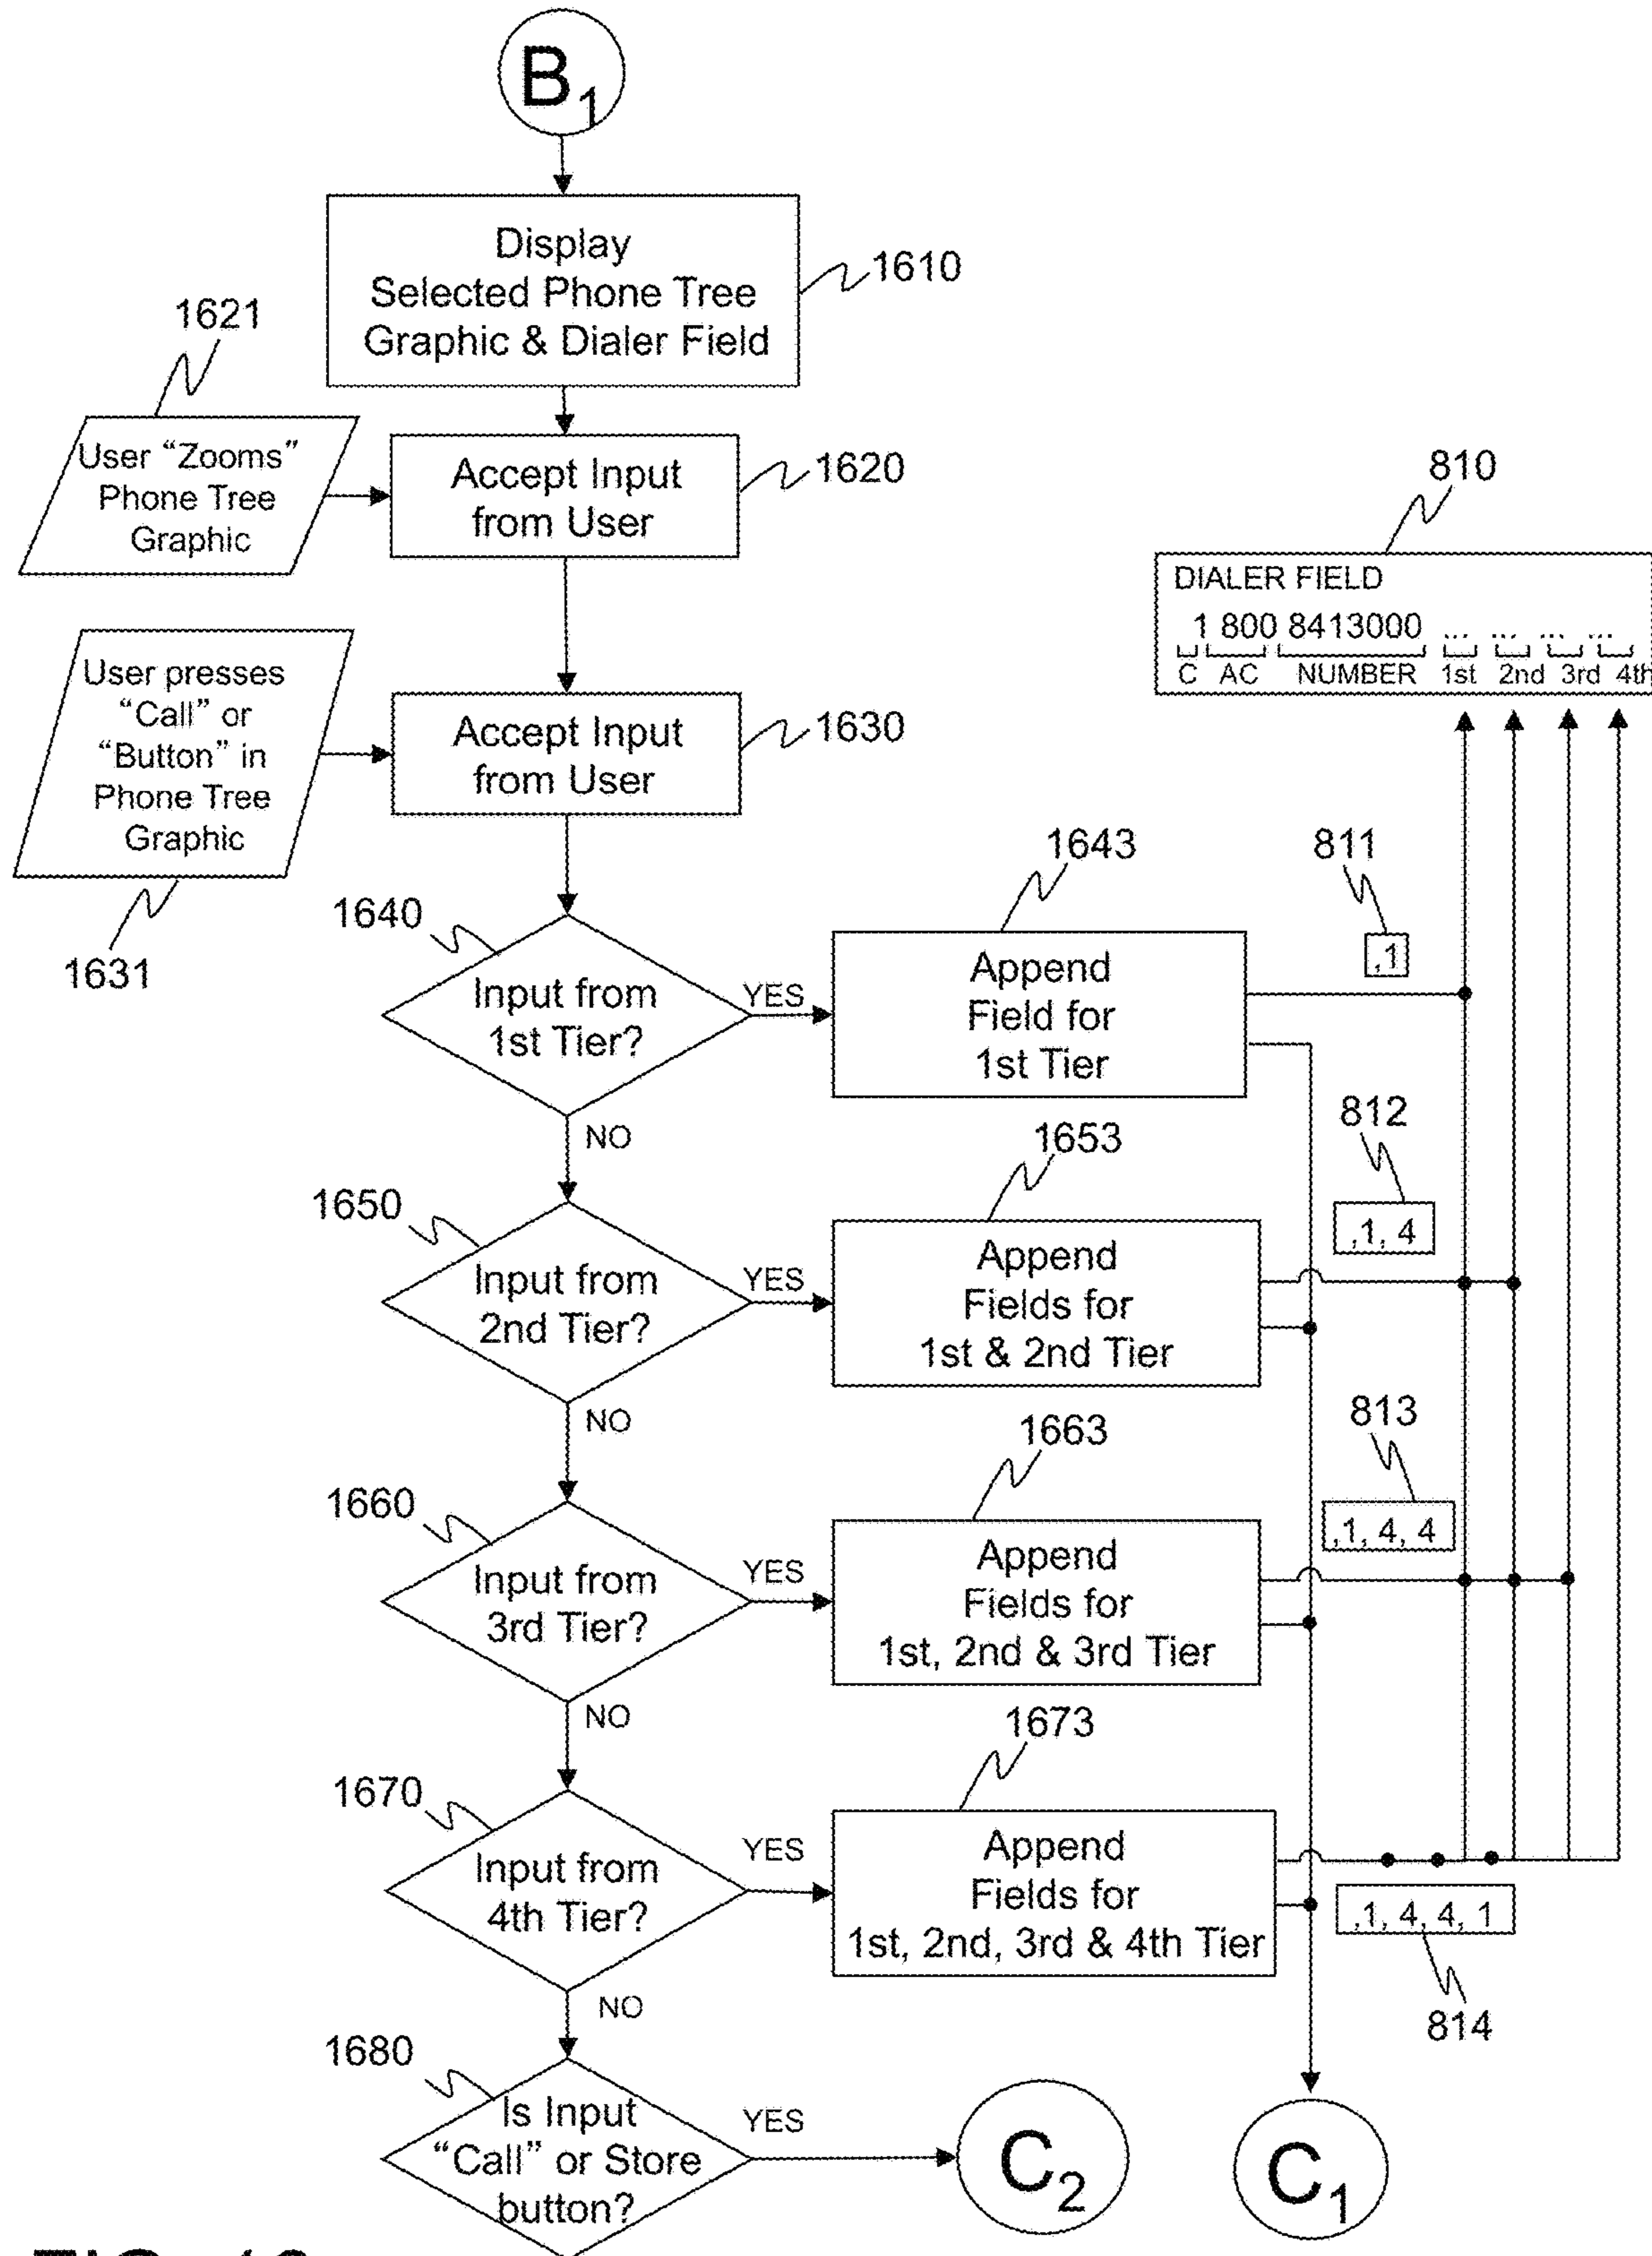 B1
Display
Selected Phone Tree
Graphic & Dialer Field
1610
1621
User “Zooms”
Phone Tree
Graphic
Accept Input
from User
1620
810
DIALER FIELD
1 800 8413000 ... ... ... ...
C AC NUMBER 1st 2nd 3rd 4th
User presses
“Call” or
“Button” in
Phone Tree
Graphic
1631
Accept Input
from User
1630
1640
Input from
1st Tier?
YES
NO
1643
Append
Field for
1st Tier
811
,1
1650
Input from
2nd Tier?
YES
NO
1653
Append
Fields for
1st & 2nd Tier
812
,1, 4
1660
Input from
3rd Tier?
YES
NO
1663
Append
Fields for
1st, 2nd & 3rd Tier
813
,1, 4, 4
1670
Input from
4th Tier?
YES
NO
1673
Append
Fields for
1st, 2nd, 3rd & 4th Tier
,1, 4, 4, 1
814
1680
Is Input
“Call” or Store
button?
YES
C2
C1